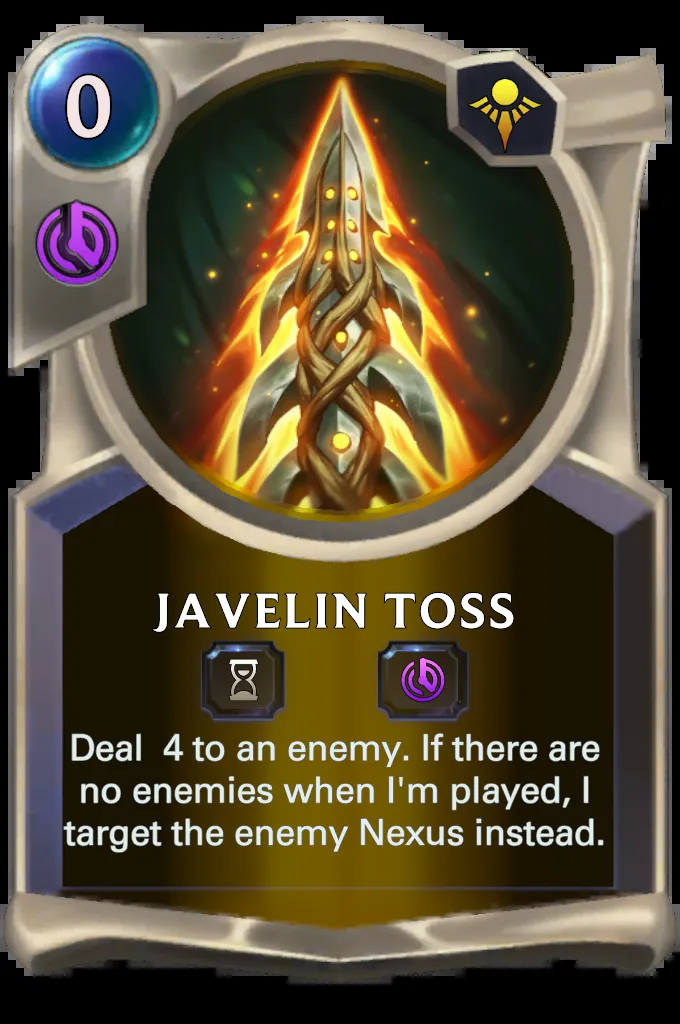 0
JAVELIN TOSS
Deal  4 to an enemy. If there are
no enemies when I'm played, I
target the enemy Nexus instead.